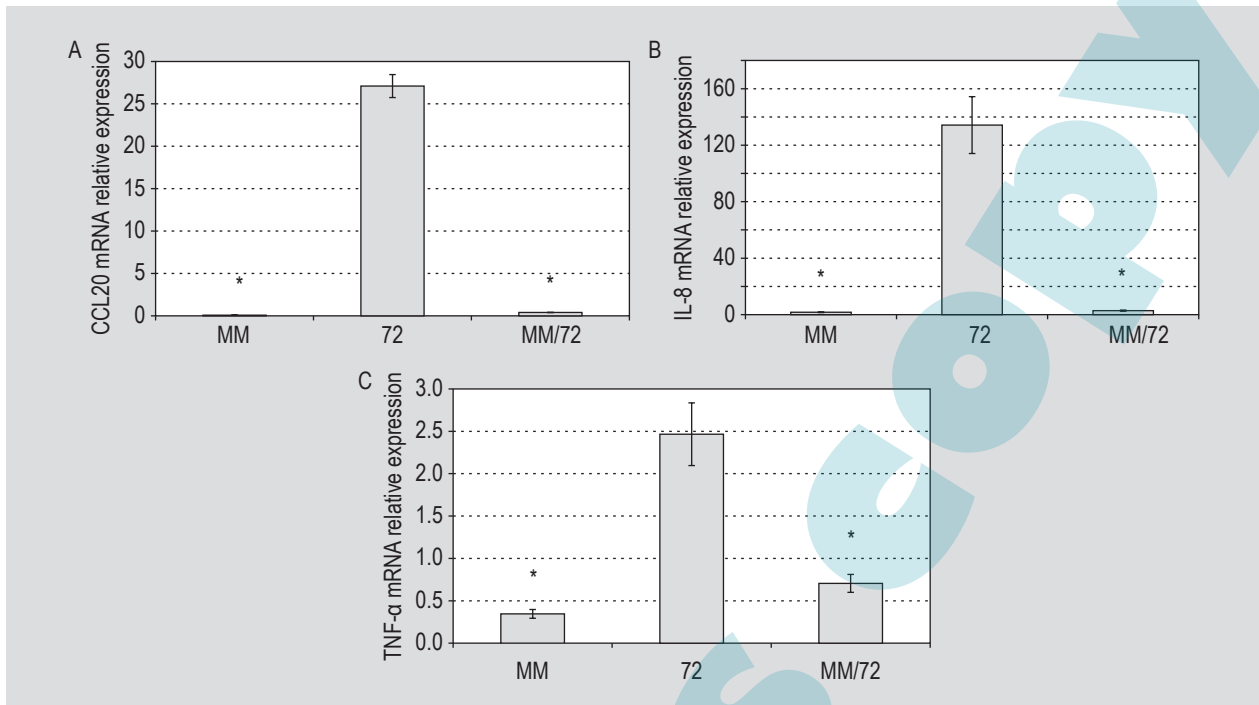 A
CCL20 mRNA relative expression
30
25
20
15
10
5
0
*
*
MM
72
MM/72
B
IL-8 mRNA relative expression
160
120
80
40
0
*
*
MM
72
MM/72
C
TNF-α mRNA relative expression
3.0
2.5
2.0
1.5
1.0
0.5
0.0
*
*
MM
72
MM/72
copy
s